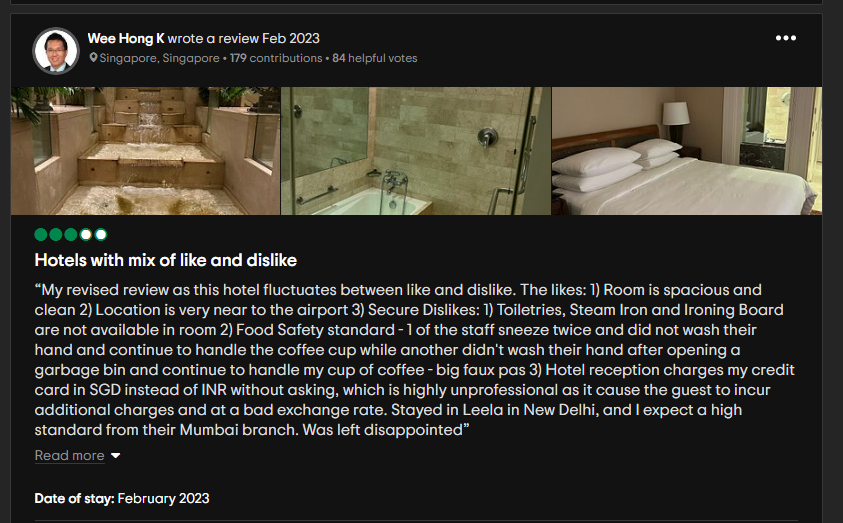 Wee Hong K wrote a review Feb 2023
Singapore, Singapore • 179 contributions • 84 helpful votes
Hotels with mix of like and dislike
“My revised review as this hotel fluctuates between like and dislike. The likes: 1) Room is spacious and
clean 2) Location is very near to the airport 3) Secure Dislikes: 1) Toiletries, Steam Iron and Ironing Board
are not available in room 2) Food Safety standard - 1 of the staff sneeze twice and did not wash their
hand and continue to handle the coffee cup while another didn't wash their hand after opening a
garbage bin and continue to handle my cup of coffee - big faux pas 3) Hotel reception charges my credit
card in SGD instead of INR without asking, which is highly unprofessional as it cause the guest to incur
additional charges and at a bad exchange rate. Stayed in Leela in New Delhi, and I expect a high
standard from their Mumbai branch. Was left disappointed”
Read more
Date of stay: February 2023